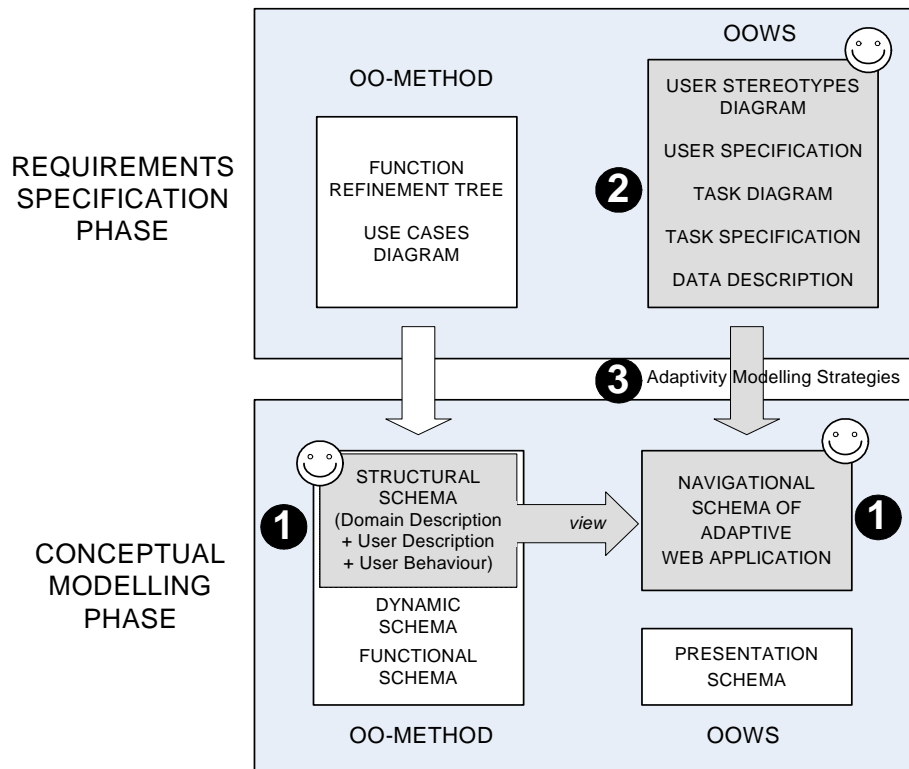 OOWS
OO-METHOD
REQUIREMENTS
SPECIFICATION
PHASE
FUNCTION
REFINEMENT TREE
USE CASES
DIAGRAM
2
USER STEREOTYPES
DIAGRAM
USER SPECIFICATION
TASK DIAGRAM
TASK SPECIFICATION
DATA DESCRIPTION
3 Adaptivity Modelling Strategies
CONCEPTUAL
MODELLING
PHASE
1
STRUCTURAL
SCHEMA
(Domain Description
+ User Description
+ User Behaviour)
DYNAMIC
SCHEMA
FUNCTIONAL
SCHEMA
view
NAVIGATIONAL
SCHEMA OF
ADAPTIVE
WEB APPLICATION
1
PRESENTATION
SCHEMA
OO-METHOD
OOWS